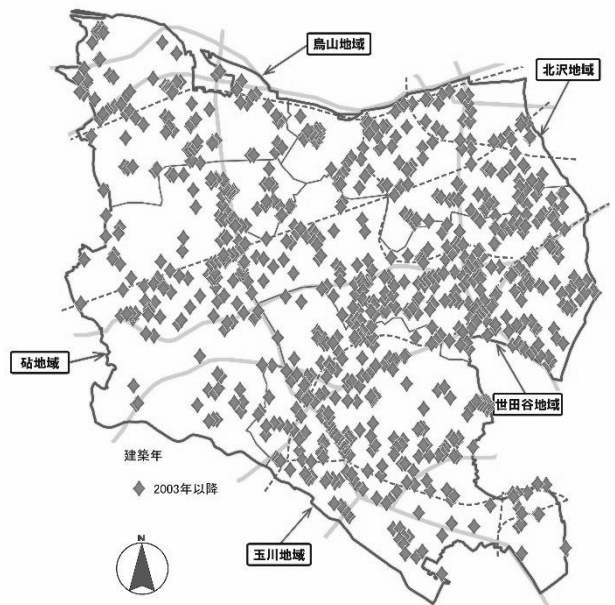 烏山地域
北沢地域
砧地域
世田谷地域
建築年
2003年以降
玉川地域
N